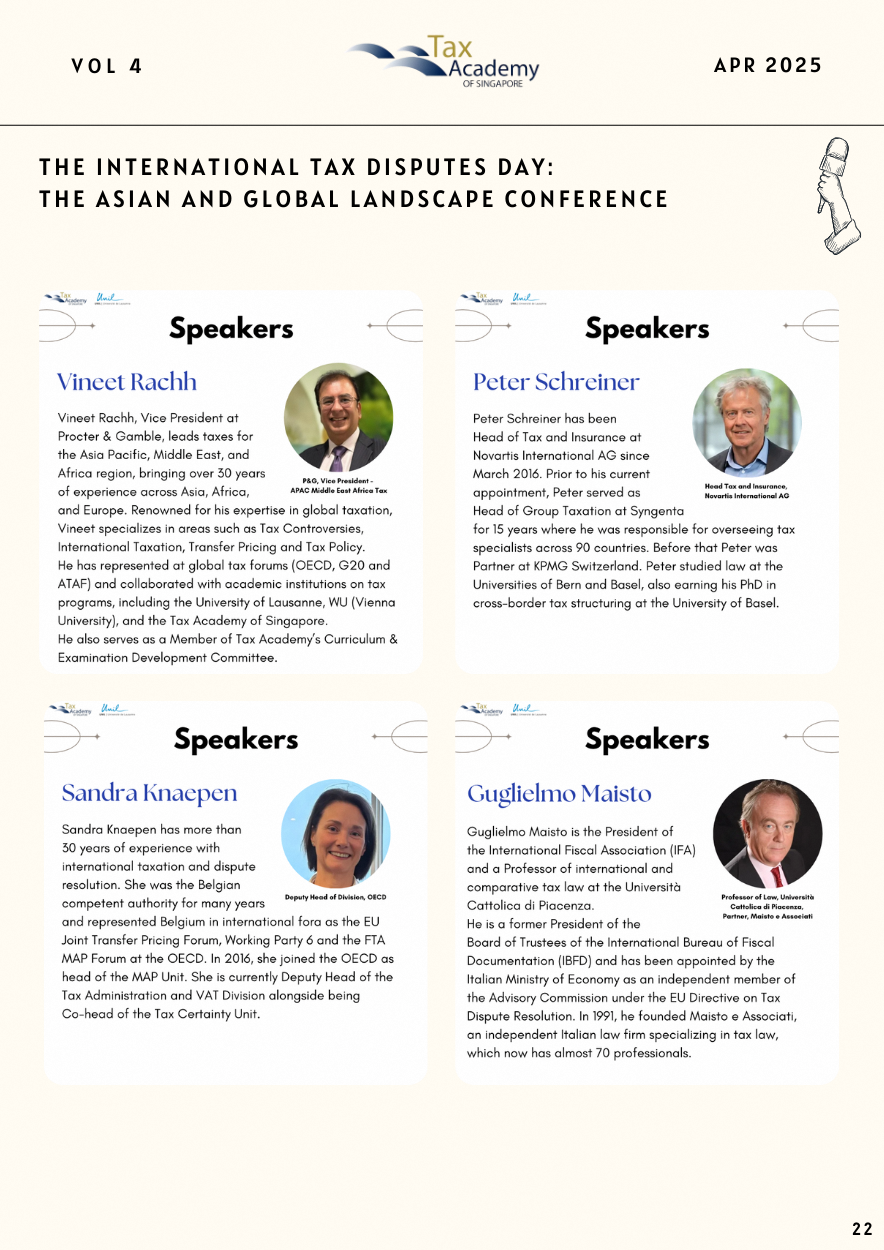 VOL 4
Tax
Academy
OF SINGAPORE
APR 2025
THE INTERNATIONAL TAX DISPUTES DAY:
THE ASIAN AND GLOBAL LANDSCAPE CONFERENCE
Tax
Academy
OF SINGAPORE
Unil
Speakers
Vineet Rachh
Vineet Rachh, Vice President at
Procter & Gamble, leads taxes for
the Asia Pacific, Middle East, and
Africa region, bringing over 30 years
of experience across Asia, Africa,
and Europe. Renowned for his expertise in global taxation,
Vineet specializes in areas such as Tax Controversies,
International Taxation, Transfer Pricing and Tax Policy.
He has represented at global tax forums (OECD, G20 and
ATAF) and collaborated with academic institutions on tax
programs, including the University of Lausanne, WU (Vienna
University), and the Tax Academy of Singapore.
He also serves as a Member of Tax Academy's Curriculum &
Examination Development Committee.
P&G, Vice President -
APAC Middle East Africa Tax
Tax
Academy
OF SINGAPORE
Unil
Speakers
Peter Schreiner
Peter Schreiner has been
Head of Tax and Insurance at
Novartis International AG since
March 2016. Prior to his current
appointment, Peter served as
Head of Group Taxation at Syngenta
for 15 years where he was responsible for overseeing tax
specialists across 90 countries. Before that Peter was
Partner at KPMG Switzerland. Peter studied law at the
Universities of Bern and Basel, also earning his PhD in
cross-border tax structuring at the University of Basel.
Head Tax and Insurance,
Novartis International AG
Tax
Academy
OF SINGAPORE
Unil
Speakers
Sandra Knaepen
Sandra Knaepen has more than
30 years of experience with
international taxation and dispute
resolution. She was the Belgian
competent authority for many years
and represented Belgium in international fora as the EU
Joint Transfer Pricing Forum, Working Party 6 and the FTA
MAP Forum at the OECD. In 2016, she joined the OECD as
head of the MAP Unit. She is currently Deputy Head of the
Tax Administration and VAT Division alongside being
Co-head of the Tax Certainty Unit.
Deputy Head of Division, OECD
Tax
Academy
OF SINGAPORE
Unil
Speakers
Guglielmo Maisto
Guglielmo Maisto is the President of
the International Fiscal Association (IFA)
and a Professor of international and
comparative tax law at the Università
Cattolica di Piacenza.
He is a former President of the
Board of Trustees of the International Bureau of Fiscal
Documentation (IBFD) and has been appointed by the
Italian Ministry of Economy as an independent member of
the Advisory Commission under the EU Directive on Tax
Dispute Resolution. In 1991, he founded Maisto e Associati,
an independent Italian law firm specializing in tax law,
which now has almost 70 professionals.
Professor of Law, Università
Cattolica di Piacenza,
Partner, Maisto e Associati
22